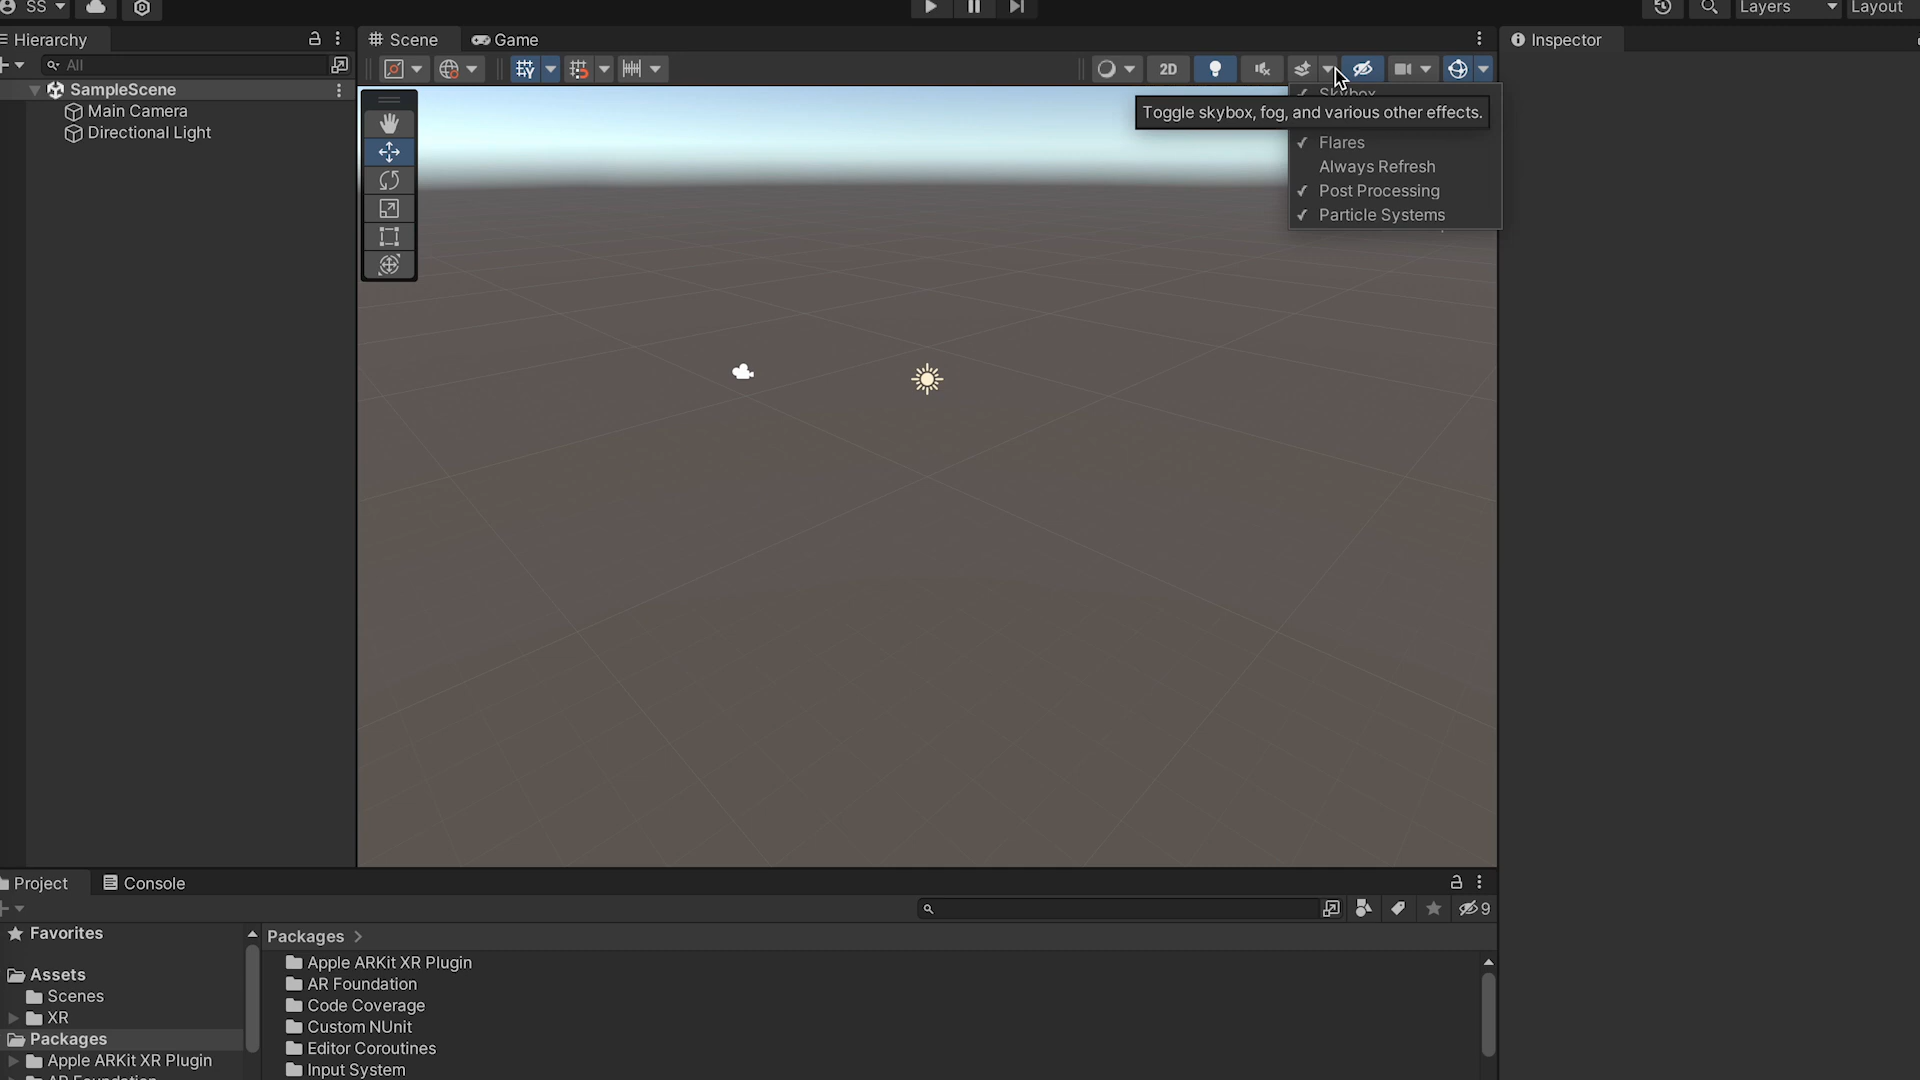 SS
Layers
Layout
Hierarchy
Scene
Game
Inspector
All
2D
SampleScene
Main Camera
Directional Light
Skybox
Toggle skybox, fog, and various other effects.
Flares
Always Refresh
Post Processing
Particle Systems
Project
Console
9
Favorites
Assets
Scenes
XR
Packages
Apple ARKit XR Plugin
AR Foundation
Packages >
Apple ARKit XR Plugin
AR Foundation
Code Coverage
Custom NUnit
Editor Coroutines
Input System